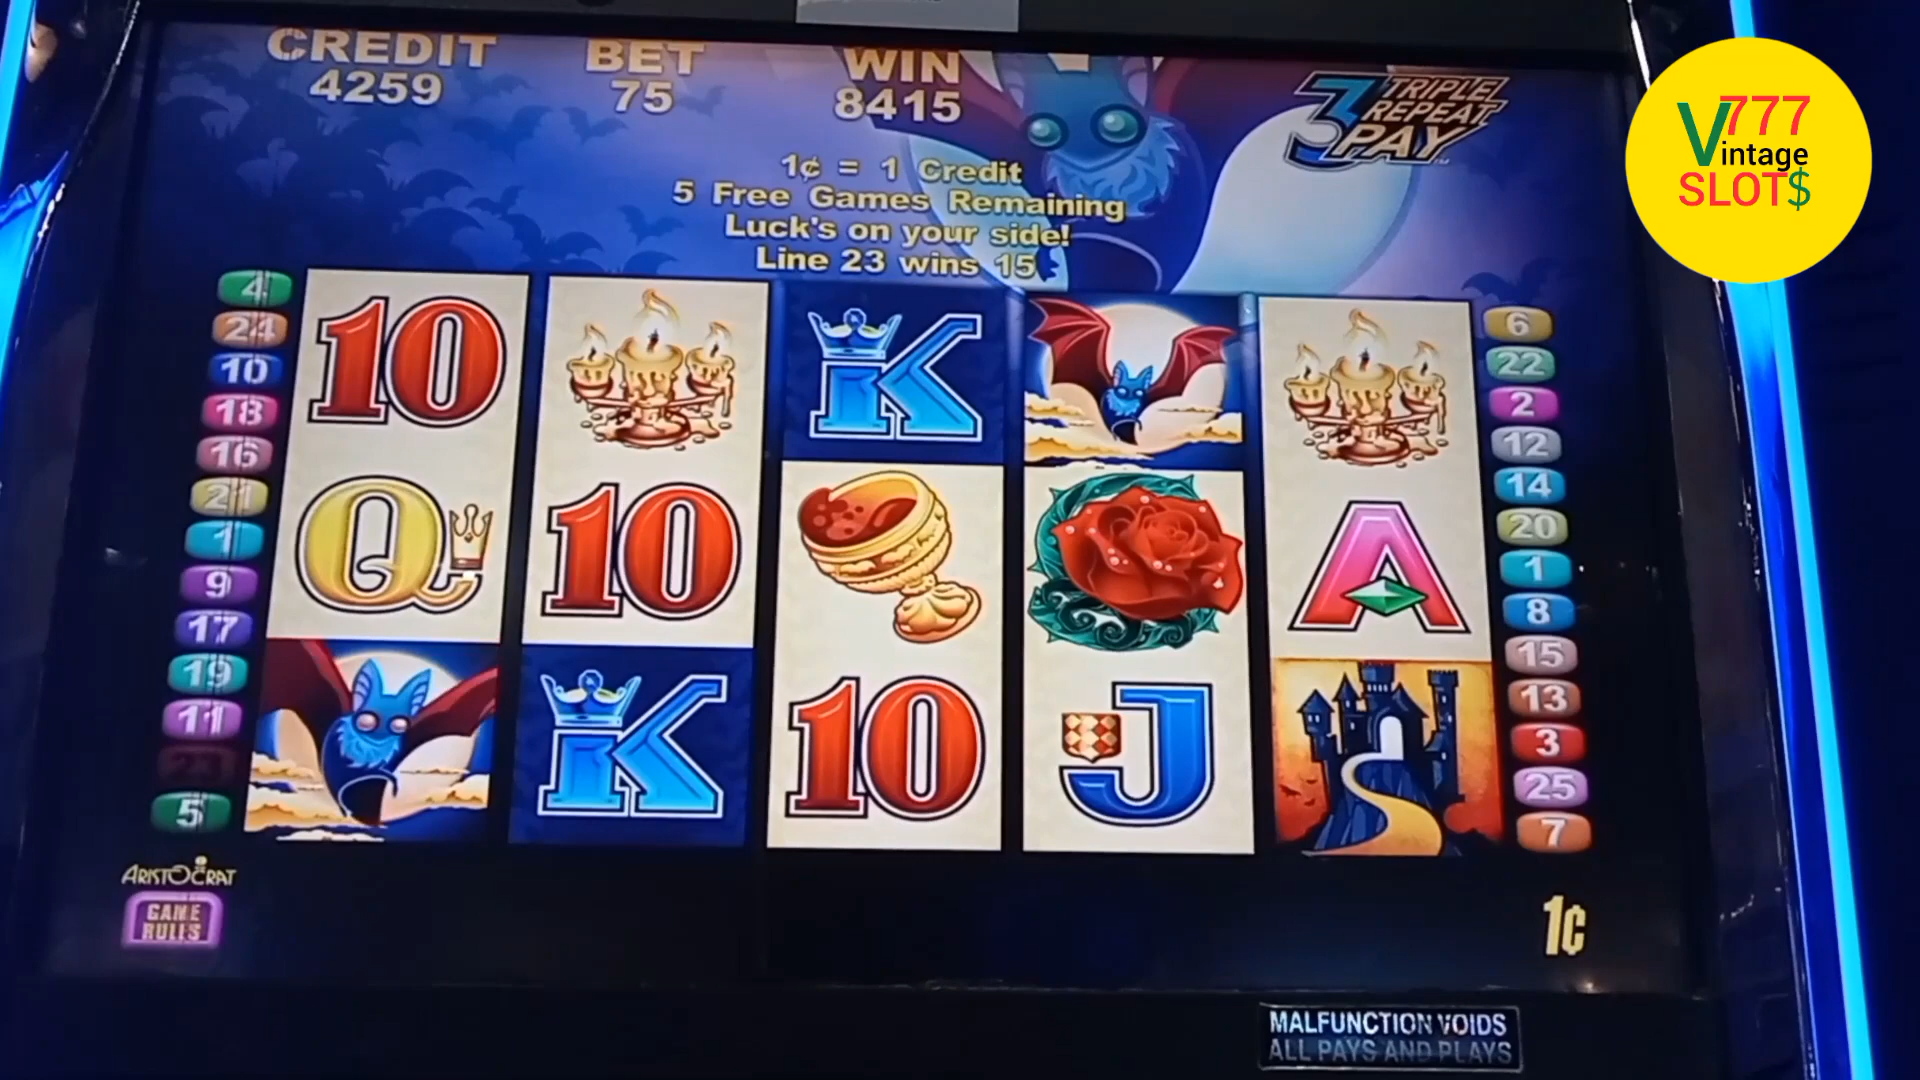 CREDIT BET WIN
4259 75 8415
3 TRIPLE
REPEAT
PAY
V777
intage
SLOT$
1¢ = 1 Credit
5 Free Games Remaining
Luck's on your side!
Line 23 wins 15
4
24
10
18
16
21
1
9
17
19
11
23
5
10
Q
10
K
K
10
J
A
6
22
2
12
14
20
1
8
15
13
3
25
7
ARISTOCRAT
GAME
RULES
1¢
MALFUNCTION VOIDS
ALL PAYS AND PLAYS